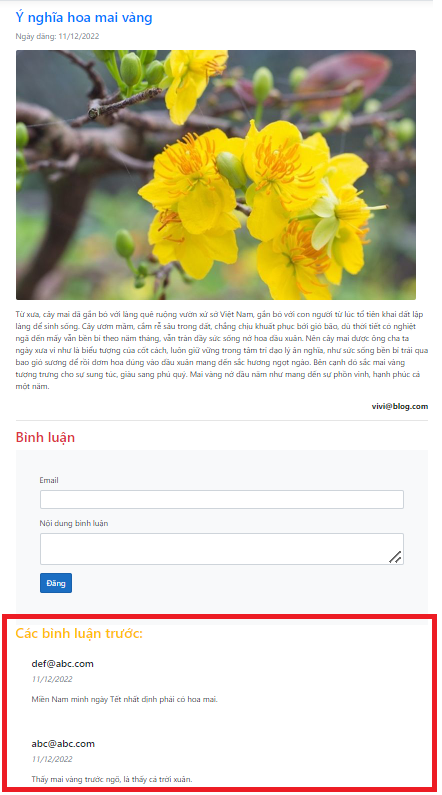 Ý nghĩa hoa mai vàng
Ngày đăng: 11/12/2022
Từ xưa, cây mai đã gắn bó với làng quê ruộng vườn xứ sở Việt Nam, gắn bó với con người từ lúc tổ tiên khai đất lập
làng để sinh sống. Cây ươm mầm, cắm rễ sâu trong đất, chẳng chịu khuất phục bởi gió bão, dù thời tiết có nghiệt
ngã đến mấy vẫn bền bỉ theo năm tháng, vẫn tràn đầy sức sống nở hoa đầu xuân. Nên cây mai được ông cha ta
ngày xưa ví như là biểu tượng của cốt cách, luôn giữ vững trong tâm trí đạo lý ân nghĩa, như sức sống bền bỉ trải qua
bao gió sương để rồi đơm hoa đúng vào đầu xuân mang đến sắc hương ngọt ngào. Bên cạnh đó sắc mai vàng
tượng trưng cho sự sung túc, giàu sang phú quý. Mai vàng nở đầu năm như mang đến sự phồn vinh, hạnh phúc cả
một năm.
vivi@blog.com
Bình luận
Email
Nôi dung bình luận
Đăng
Các bình luận trước:
def@abc.com
11/12/2022
Miền Nam mình ngày Tết nhất định phải có hoa mai.
abc@abc.com
11/12/2022
Thấy mai vàng trước ngõ, là thấy cả trời xuân.